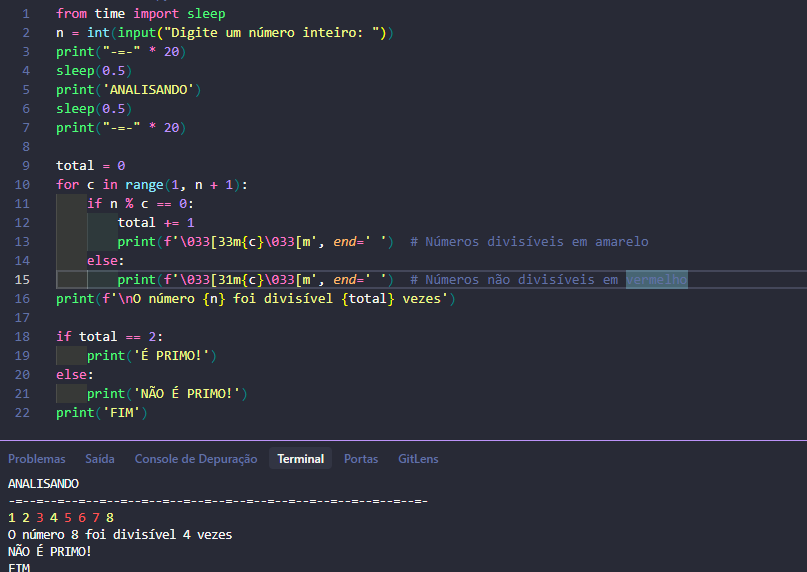 1 from time import sleep
2 n = int(input("Digite um número inteiro: "))
3 print("-=-" * 20)
4 sleep(0.5)
5 print('ANALISANDO')
6 sleep(0.5)
7 print("-=-" * 20)
8
9 total = 0
10 for c in range(1, n + 1):
11     if n % c == 0:
12         total += 1
13         print(f'\033[33m{c}\033[m', end=' ')  # Números divisíveis em amarelo
14     else:
15         print(f'\033[31m{c}\033[m', end=' ')  # Números não divisíveis em vermelho
16 print(f'\nO número {n} foi divisível {total} vezes')
17
18 if total == 2:
19     print('É PRIMO!')
20 else:
21     print('NÃO É PRIMO!')
22 print('FIM')
Problemas Saída Console de Depuração Terminal Portas GitLens
ANALISANDO
-=--=--=--=--=--=--=--=--=--=--=--=--=--=--=--=--=--=--=--=-
1 2 3 4 5 6 7 8
O número 8 foi divisível 4 vezes
NÃO É PRIMO!
FIM